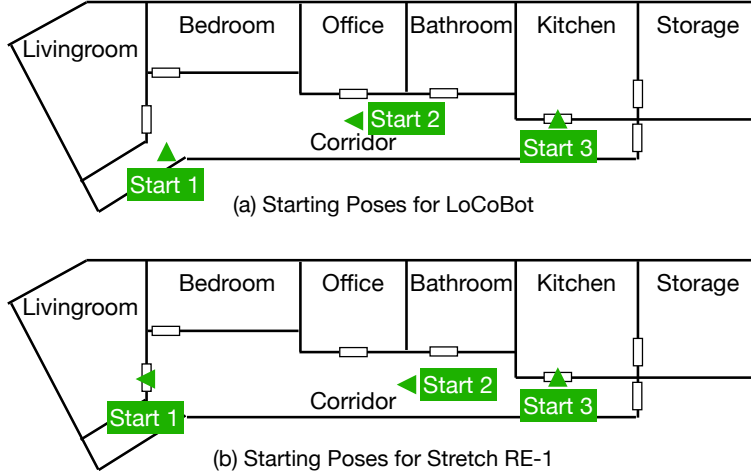 Bedroom Office Bathroom Kitchen Storage
Livingroom
Start 2
Corridor
Start 3
Start 1
(a) Starting Poses for LoCoBot
Bedroom Office Bathroom Kitchen Storage
Livingroom
Start 2
Corridor
Start 3
Start 1
(b) Starting Poses for Stretch RE-1